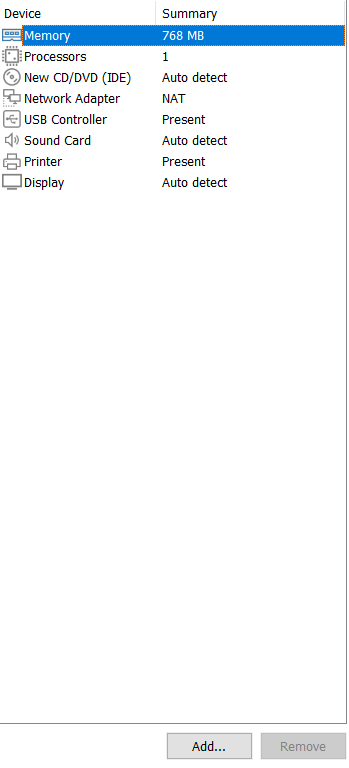 Device Summary
Memory 768 MB
Processors 1
New CD/DVD (IDE) Auto detect
Network Adapter NAT
USB Controller Present
Sound Card Auto detect
Printer Present
Display Auto detect
Add... Remove